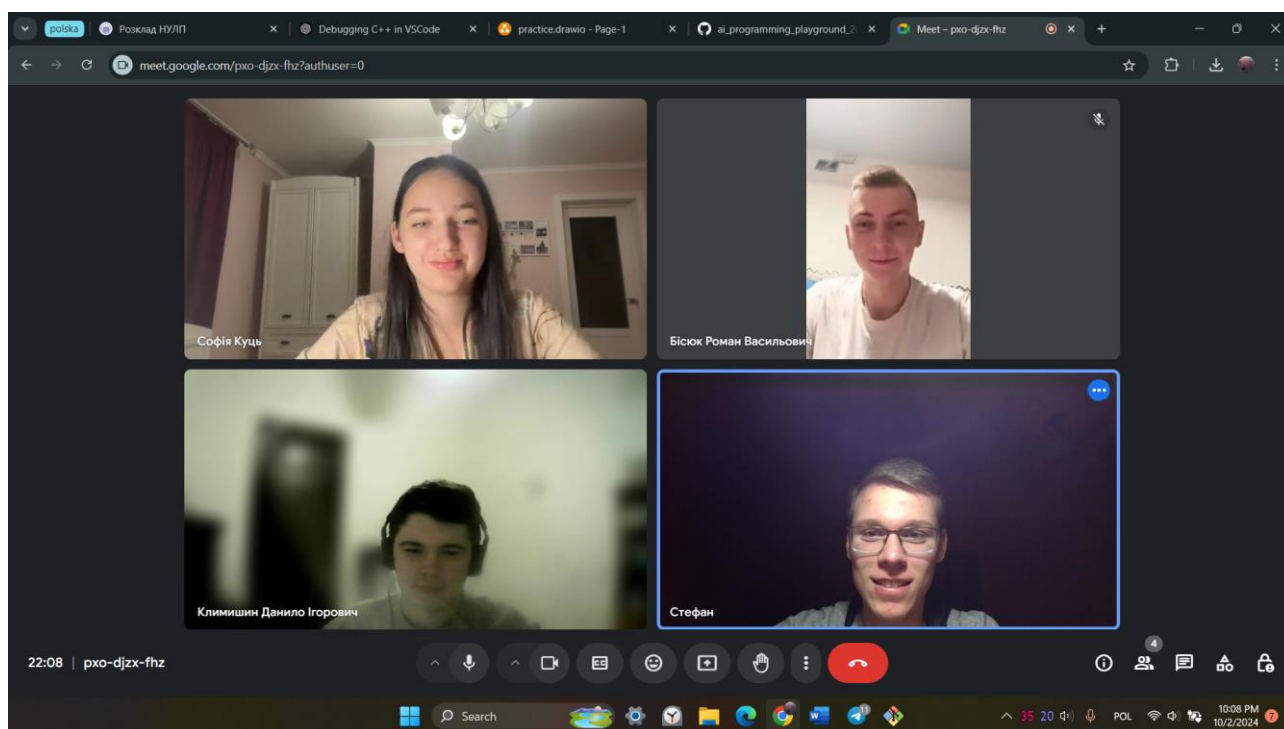 polska
Розклад НУЛП
Debugging C++ in VSCode
practice.drawio - Page-1
ai_programming_playground_2
Meet – pxo-djzx-fhz
meet.google.com/pxo-djzx-fhz?authuser=0
Софія Куць
Бісюк Роман Васильович
Климишин Данило Ігорович
Стефан
22:08 | pxo-djzx-fhz
4
Search
35 20
POL
10:08 PM
10/2/2024
7